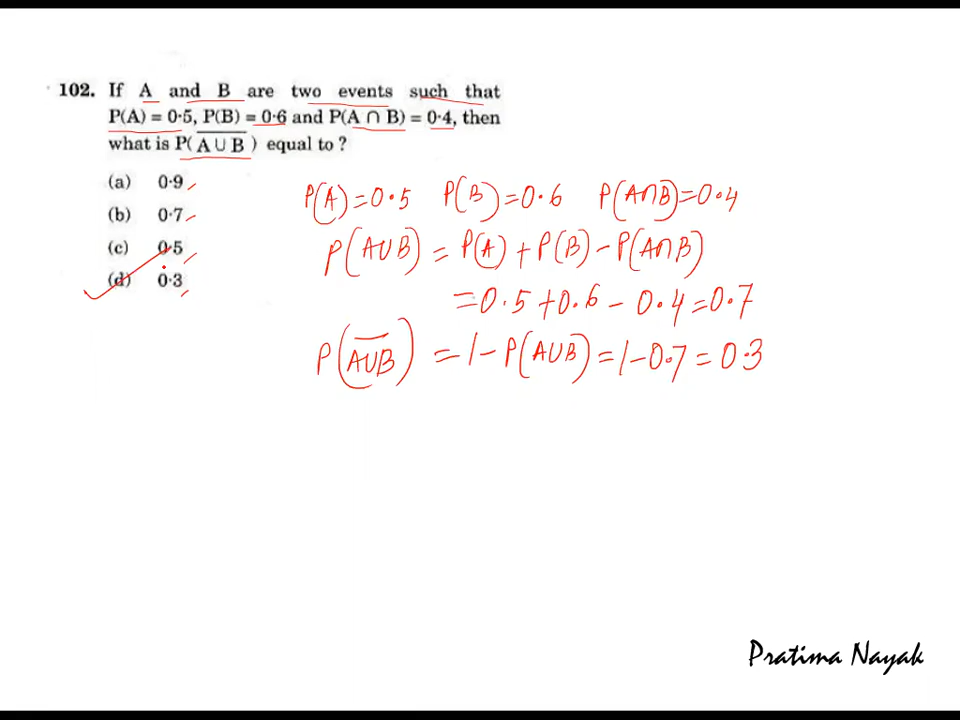 102. If A and B are two events such that
P(A) = 0·5, P(B) = 0·6 and P(A ∩ B) = 0·4, then
what is P( A̅ ̅∪̅ ̅B̅ ) equal to ?
(a) 0·9
(b) 0·7
(c) 0·5
(d) 0·3
P(A)=0.5 P(B)=0.6 P(A∩B)=0.4
P(A∪B) = P(A) + P(B) – P(A∩B)
=0.5+0.6 – 0.4=0.7
P(A̅∪̅B̅) = 1 – P(A∪B) = 1–0.7 = 0.3
Pratima Nayak